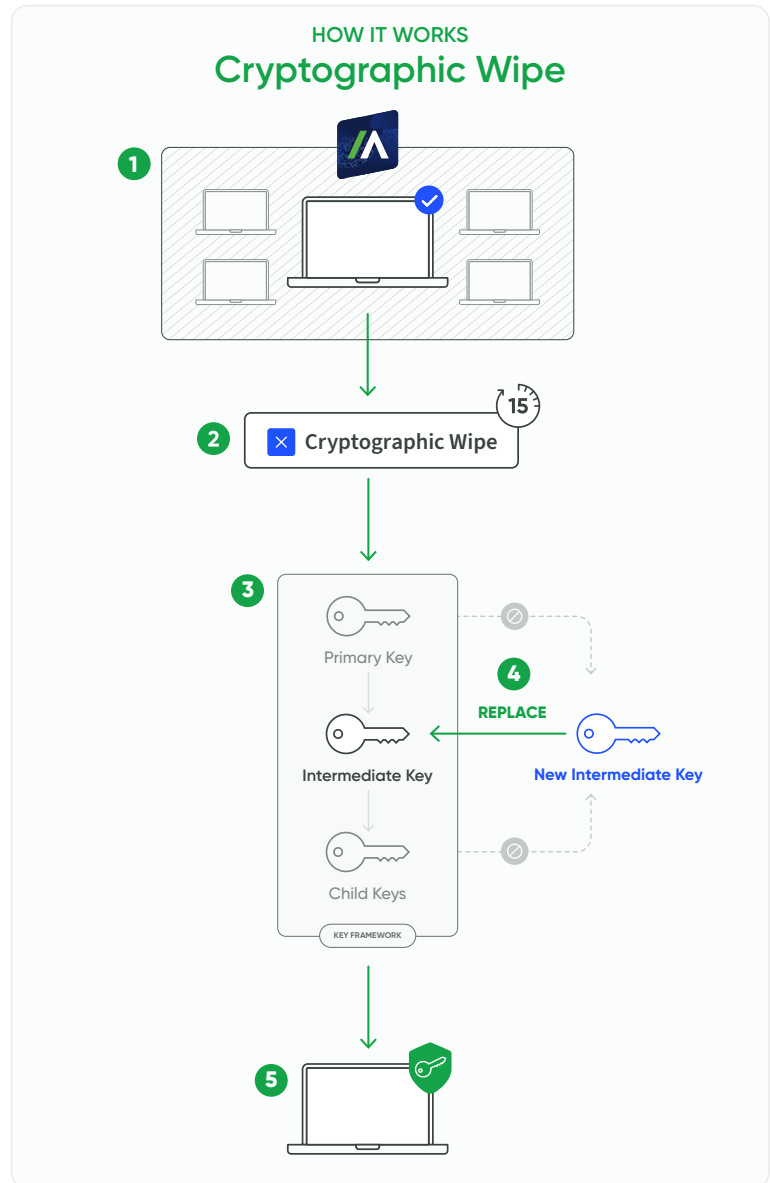 HOW IT WORKS
Cryptographic Wipe
1
15
2
Cryptographic Wipe
3
Primary Key
4
REPLACE
Intermediate Key
New Intermediate Key
Child Keys
KEY FRAMEWORK
5